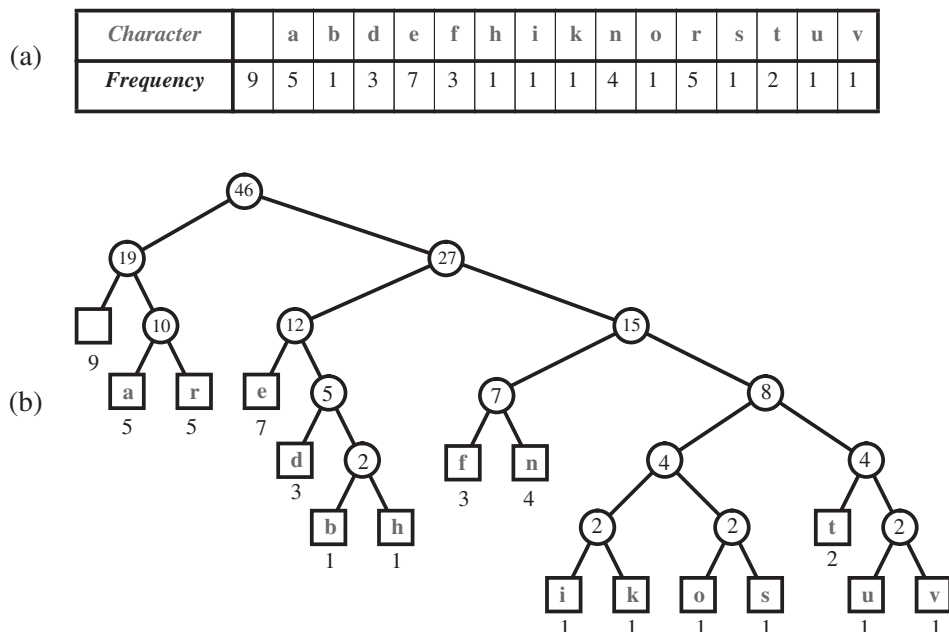 (a)
Character a b d e f h i k n o r s t u v
Frequency 9 5 1 3 7 3 1 1 1 4 1 5 1 2 1 1
(b)
46
19 27
10 12 15
9
a r e 5 7 8
5 5 7
d 2 f n 4 4
3 3 4
b h 2 2 t 2
1 1 2
i k o s u v
1 1 1 1 1 1